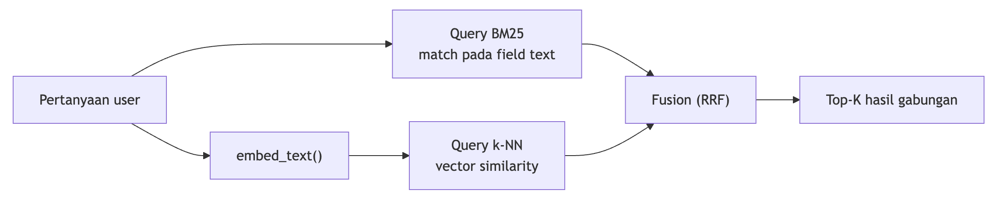 Pertanyaan user
Query BM25
match pada field text
embed_text()
Query k-NN
vector similarity
Fusion (RRF)
Top-K hasil gabungan